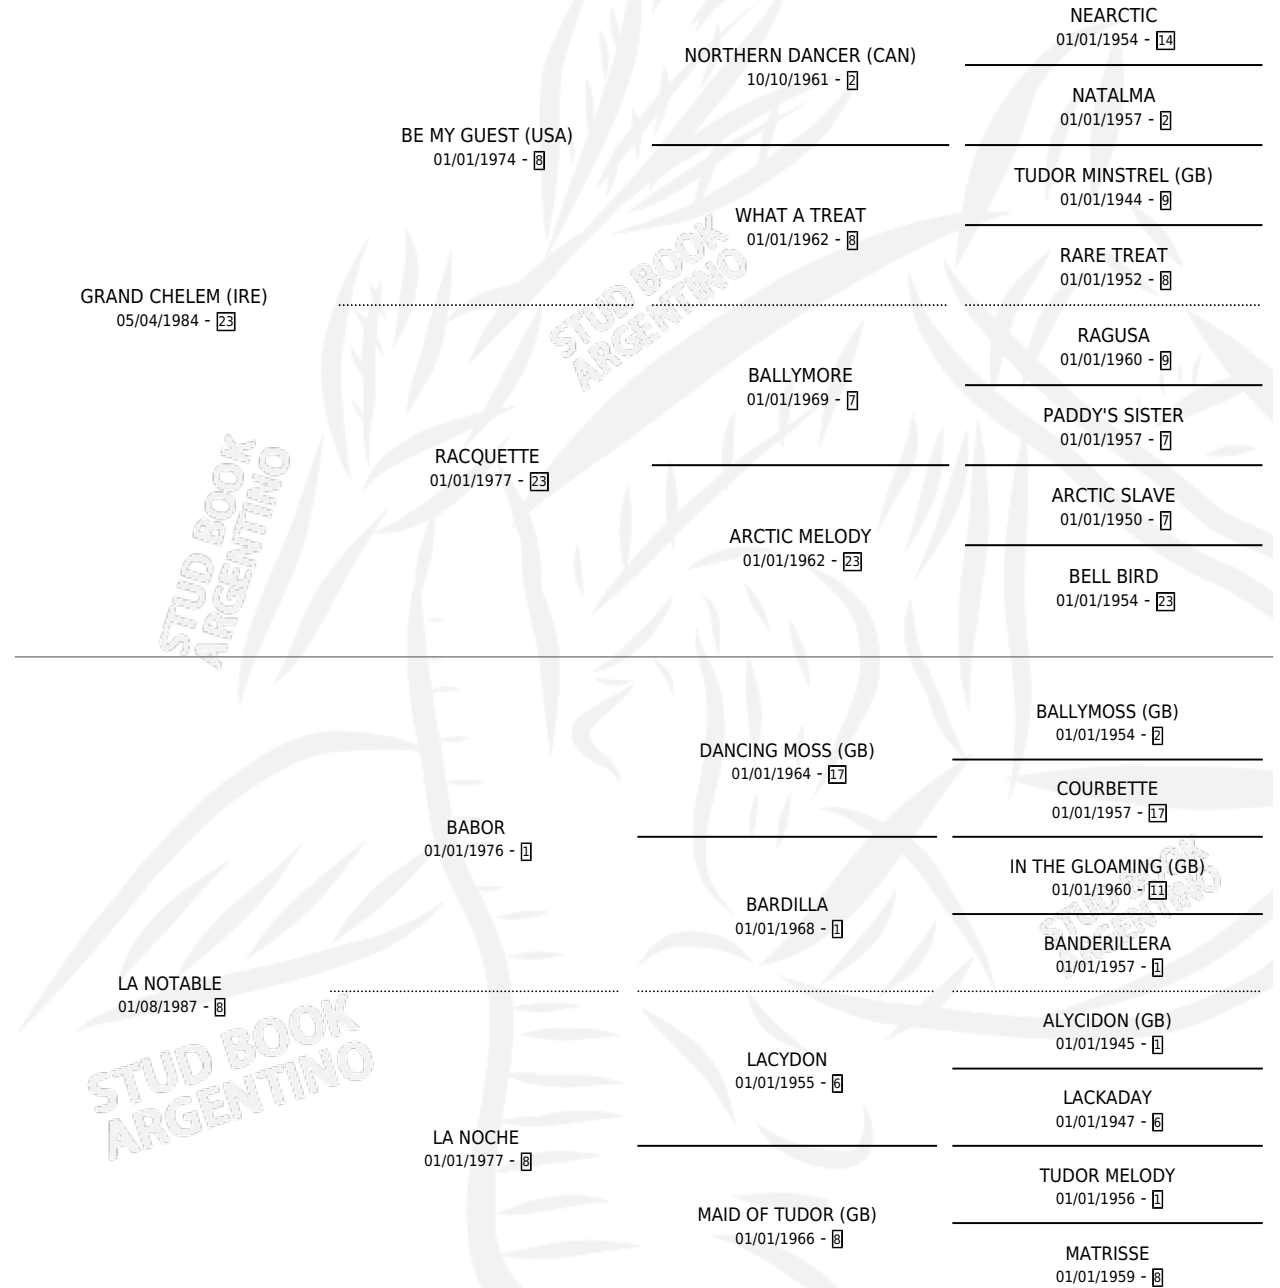 NEARCTIC
01/01/1954 - 14
NORTHERN DANCER (CAN)
10/10/1961 - 2
NATALMA
01/01/1957 - 2
BE MY GUEST (USA)
01/01/1974 - 8
TUDOR MINSTREL (GB)
01/01/1944 - 9
WHAT A TREAT
01/01/1962 - 8
RARE TREAT
01/01/1952 - 8
GRAND CHELEM (IRE)
05/04/1984 - 23
STUD BOOK
ARGENTINO
RAGUSA
01/01/1960 - 9
BALLYMORE
01/01/1969 - 7
PADDY'S SISTER
01/01/1957 - 7
RACQUETTE
01/01/1977 - 23
ARCTIC SLAVE
01/01/1950 - 7
ARCTIC MELODY
01/01/1962 - 23
BELL BIRD
01/01/1954 - 23
STUD BOOK
ARGENTINO
BALLYMOSS (GB)
01/01/1954 - 2
DANCING MOSS (GB)
01/01/1964 - 17
COURBETTE
01/01/1957 - 17
BABOR
01/01/1976 - 1
IN THE GLOAMING (GB)
01/01/1960 - 11
BARDILLA
01/01/1968 - 1
BANDERILLERA
01/01/1957 - 1
STUD BOOK
ARGENTINO
LA NOTABLE
01/08/1987 - 8
ALYCIDON (GB)
01/01/1945 - 1
LACYDON
01/01/1955 - 6
LACKADAY
01/01/1947 - 6
STUD BOOK
ARGENTINO
LA NOCHE
01/01/1977 - 8
TUDOR MELODY
01/01/1956 - 1
MAID OF TUDOR (GB)
01/01/1966 - 8
MATRISSE
01/01/1959 - 8